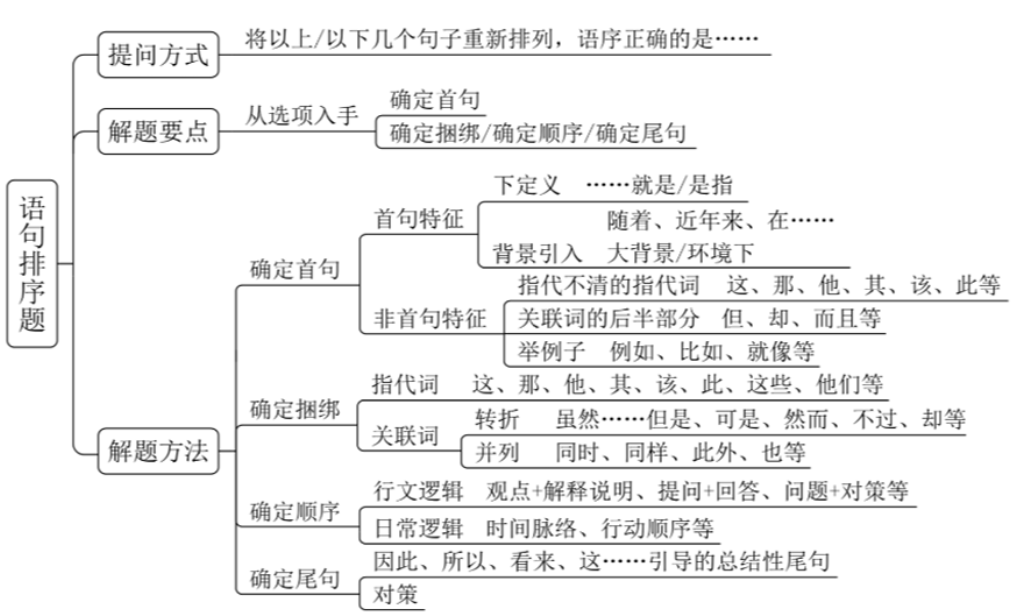 语句排序题
提问方式
将以上/以下几个句子重新排列，语序正确的是……
解题要点
从选项入手
确定首句
确定捆绑/确定顺序/确定尾句
解题方法
确定首句
首句特征
下定义 ……就是/是指
随着、近年来、在……
背景引入 大背景/环境下
非首句特征
指代不清的指代词 这、那、他、其、该、此等
关联词的后半部分 但、却、而且等
举例子 例如、比如、就像等
确定捆绑
指代词 这、那、他、其、该、此、这些、他们等
关联词
转折 虽然……但是、可是、然而、不过、却等
并列 同时、同样、此外、也等
确定顺序
行文逻辑 观点+解释说明、提问+回答、问题+对策等
日常逻辑 时间脉络、行动顺序等
确定尾句
因此、所以、看来、这……引导的总结性尾句
对策